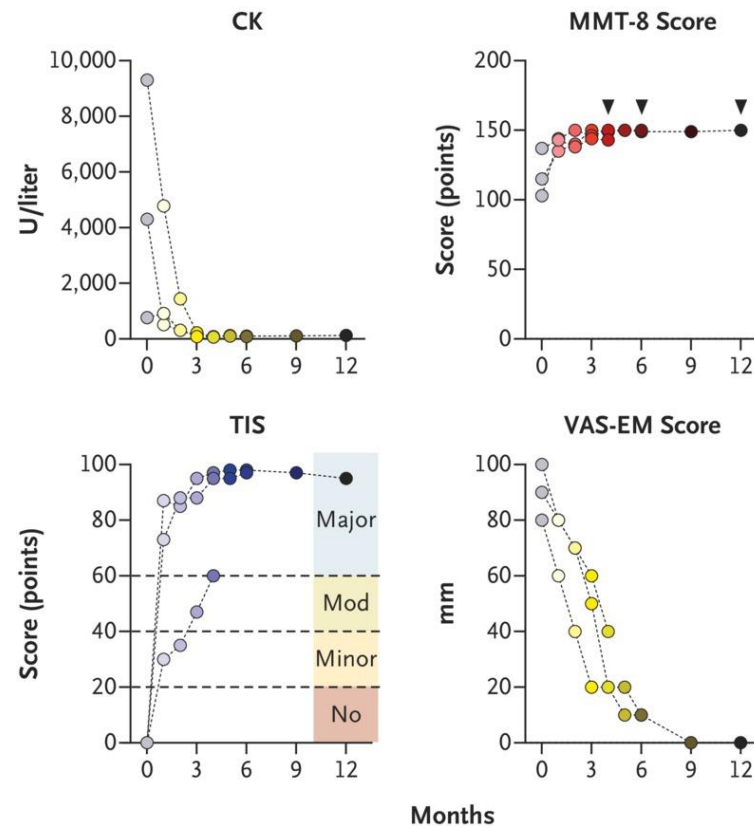 CK
10,000
8,000
6,000
4,000
2,000
0
U/liter
0 3 6 9 12
MMT-8 Score
200
150
100
50
0
Score (points)
0 3 6 9 12
TIS
100
80
60
40
20
0
Score (points)
Major
Mod
Minor
No
0 3 6 9 12
VAS-EM Score
100
80
60
40
20
0
mm
0 3 6 9 12
Months